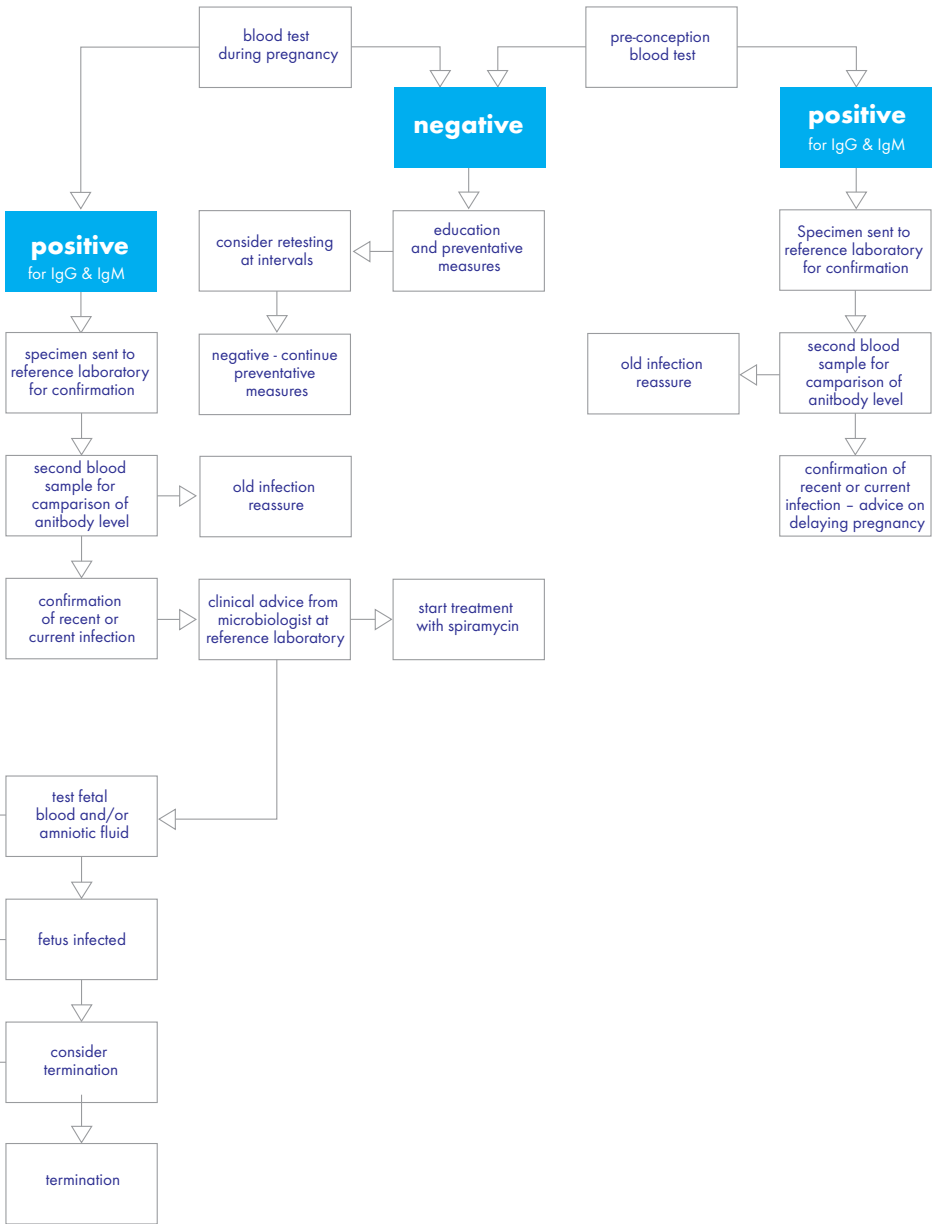 blood test
during pregnancy
pre-conception
blood test
negative
positive
for IgG & IgM
positive
for IgG & IgM
consider retesting
at intervals
education
and preventative
measures
Specimen sent to
reference laboratory
for confirmation
specimen sent to
reference laboratory
for confirmation
negative - continue
preventative
measures
old infection
reassure
second blood
sample for
camparison of
anitbody level
second blood
sample for
camparison of
anitbody level
old infection
reassure
confirmation of
recent or current
infection – advice on
delaying pregnancy
confirmation
of recent or
current infection
clinical advice from
microbiologist at
reference laboratory
start treatment
with spiramycin
test fetal
blood and/or
amniotic fluid
fetus infected
consider
termination
termination